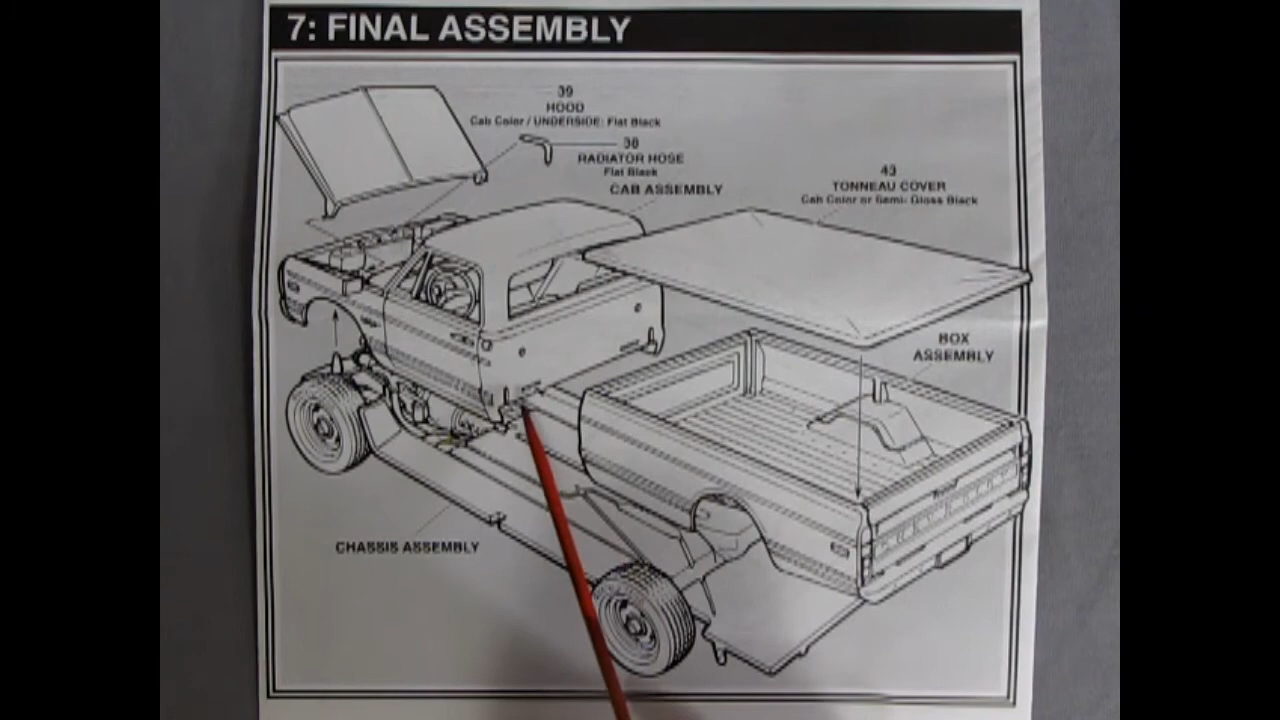 7: FINAL ASSEMBLY
39
HOOD
Cab Color / UNDERSIDE: Flat Black
38
RADIATOR HOSE
Flat Black
CAB ASSEMBLY
43
TONNEAU COVER
Cab Color or Semi- Gloss Black
BOX
ASSEMBLY
CHASSIS ASSEMBLY